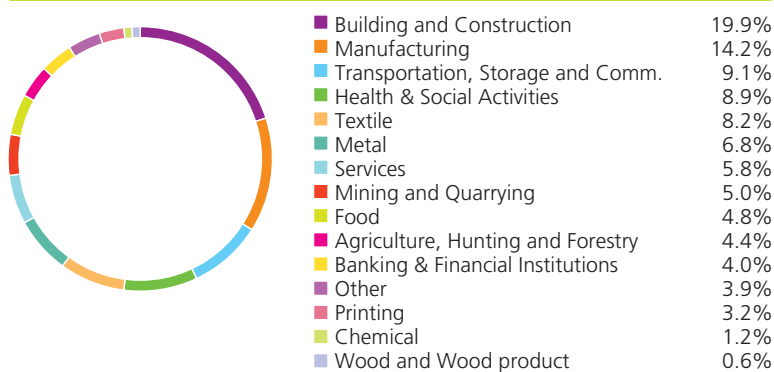 Building and Construction 19.9%
Manufacturing 14.2%
Transportation, Storage and Comm. 9.1%
Health & Social Activities 8.9%
Textile 8.2%
Metal 6.8%
Services 5.8%
Mining and Quarrying 5.0%
Food 4.8%
Agriculture, Hunting and Forestry 4.4%
Banking & Financial Institutions 4.0%
Other 3.9%
Printing 3.2%
Chemical 1.2%
Wood and Wood product 0.6%